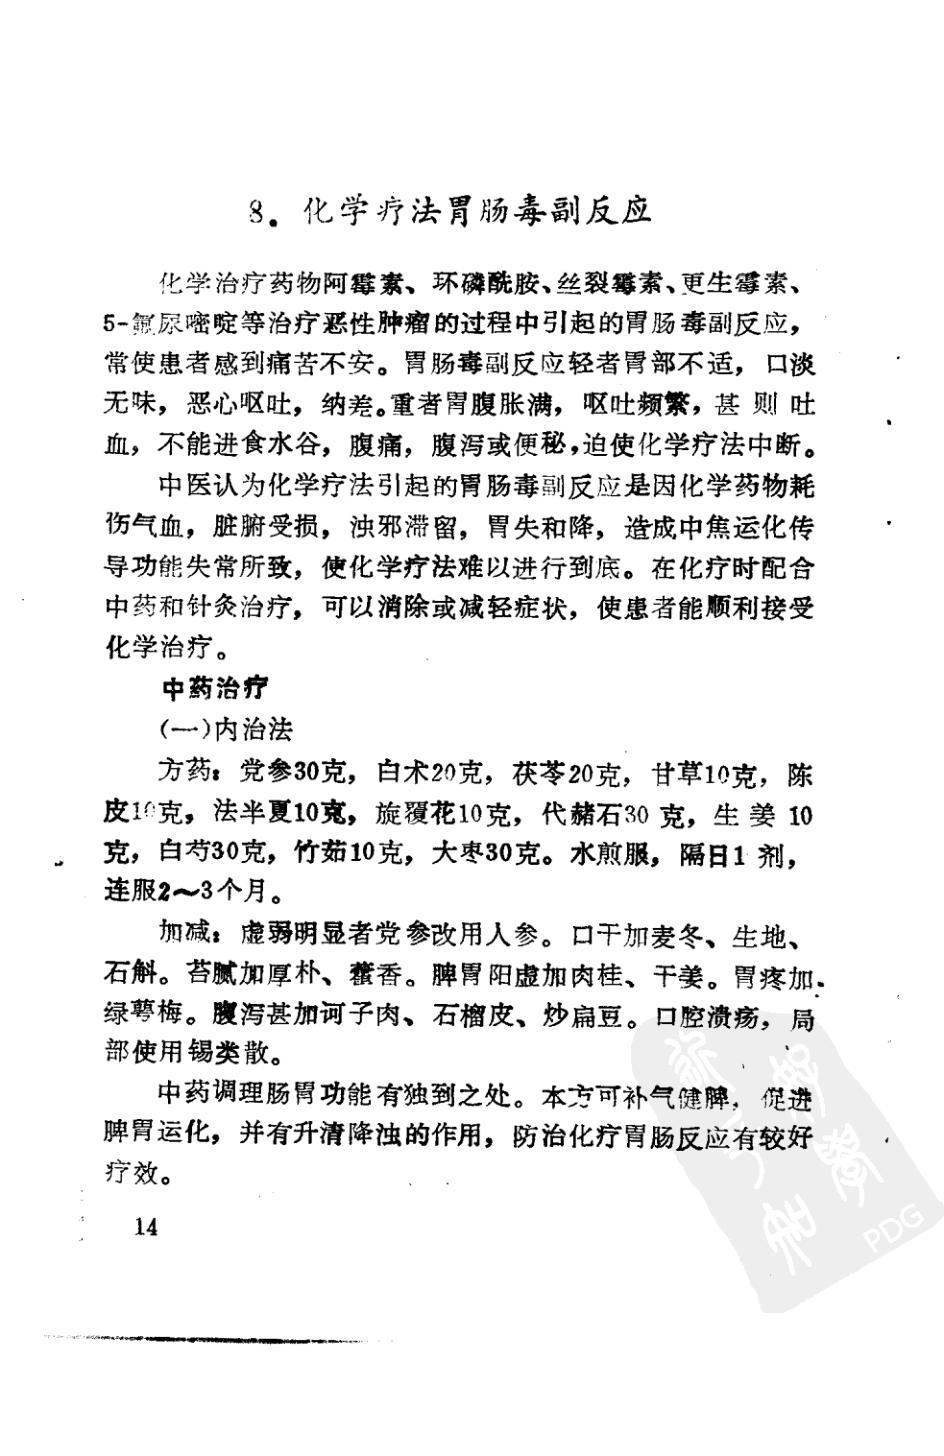 8. 化学疗法胃肠毒副反应
化学治疗药物阿霉素、环磷酰胺、丝裂霉素、更生霉素、
5-氟尿嘧啶等治疗恶性肿瘤的过程中引起的胃肠毒副反应，
常使患者感到痛苦不安。胃肠毒副反应轻者胃部不适，口淡
无味，恶心呕吐，纳差。重者胃腹胀满，呕吐频繁，甚则吐
血，不能进食水谷，腹痛，腹泻或便秘，迫使化学疗法中断。
中医认为化学疗法引起的胃肠毒副反应是因化学药物耗
伤气血，脏腑受损，浊邪滞留，胃失和降，造成中焦运化传
导功能失常所致，使化学疗法难以进行到底。在化疗时配合
中药和针灸治疗，可以消除或减轻症状，使患者能顺利接受
化学治疗。
中药治疗
（一）内治法
方药：党参30克，白术20克，茯苓20克，甘草10克，陈
皮10克，法半夏10克，旋覆花10克，代赭石30克，生姜10
克，白芍30克，竹茹10克，大枣30克。水煎服，隔日1剂，
连服2～3个月。
加减：虚弱明显者党参改用人参。口干加麦冬、生地、
石斛。苔腻加厚朴、藿香。脾胃阳虚加肉桂、干姜。胃疼加
绿萼梅。腹泻甚加诃子肉、石榴皮、炒扁豆。口腔溃疡，局
部使用锡类散。
中药调理肠胃功能有独到之处。本方可补气健脾，促进
脾胃运化，并有升清降浊的作用，防治化疗胃肠反应有较好
疗效。
14
PDG